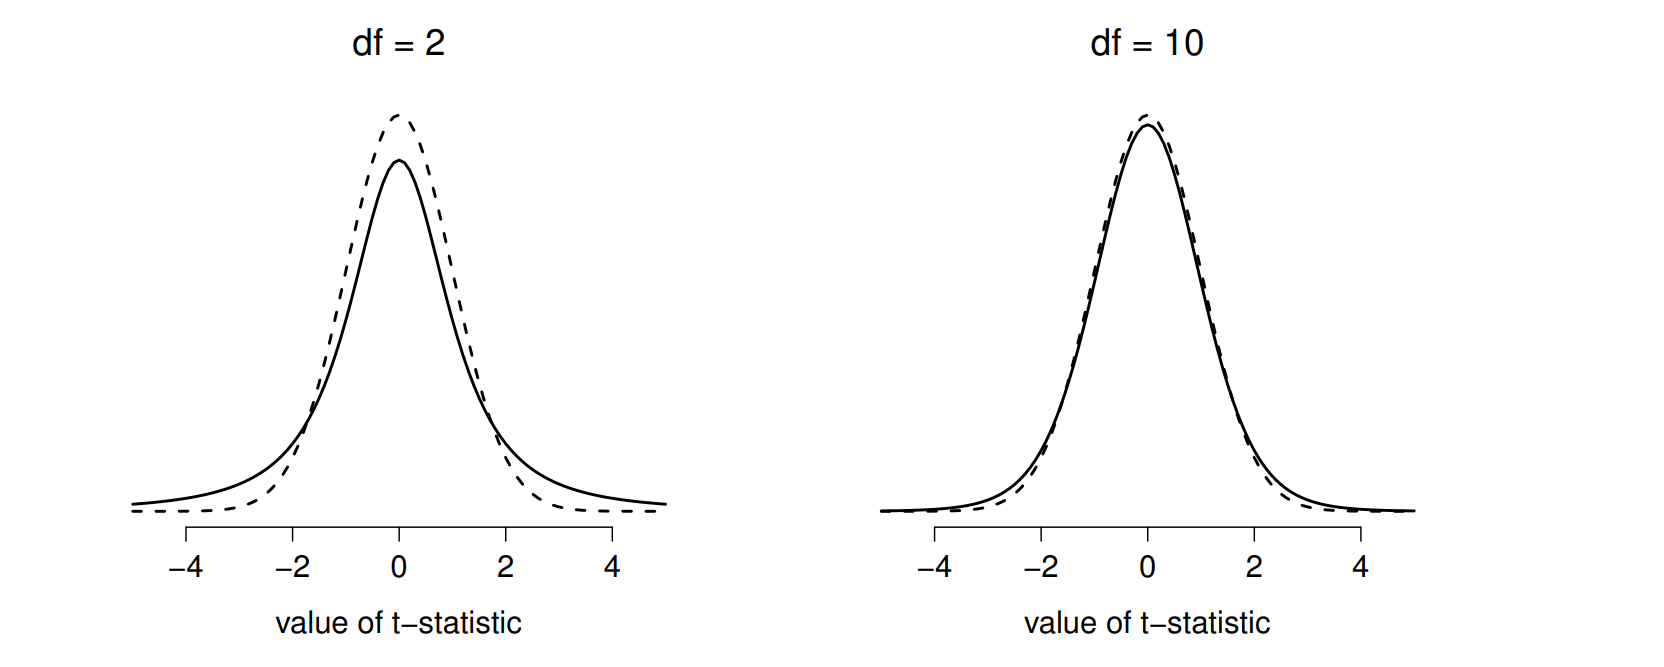 df = 2
−4 −2 0 2 4
value of t−statistic
df = 10
−4 −2 0 2 4
value of t−statistic